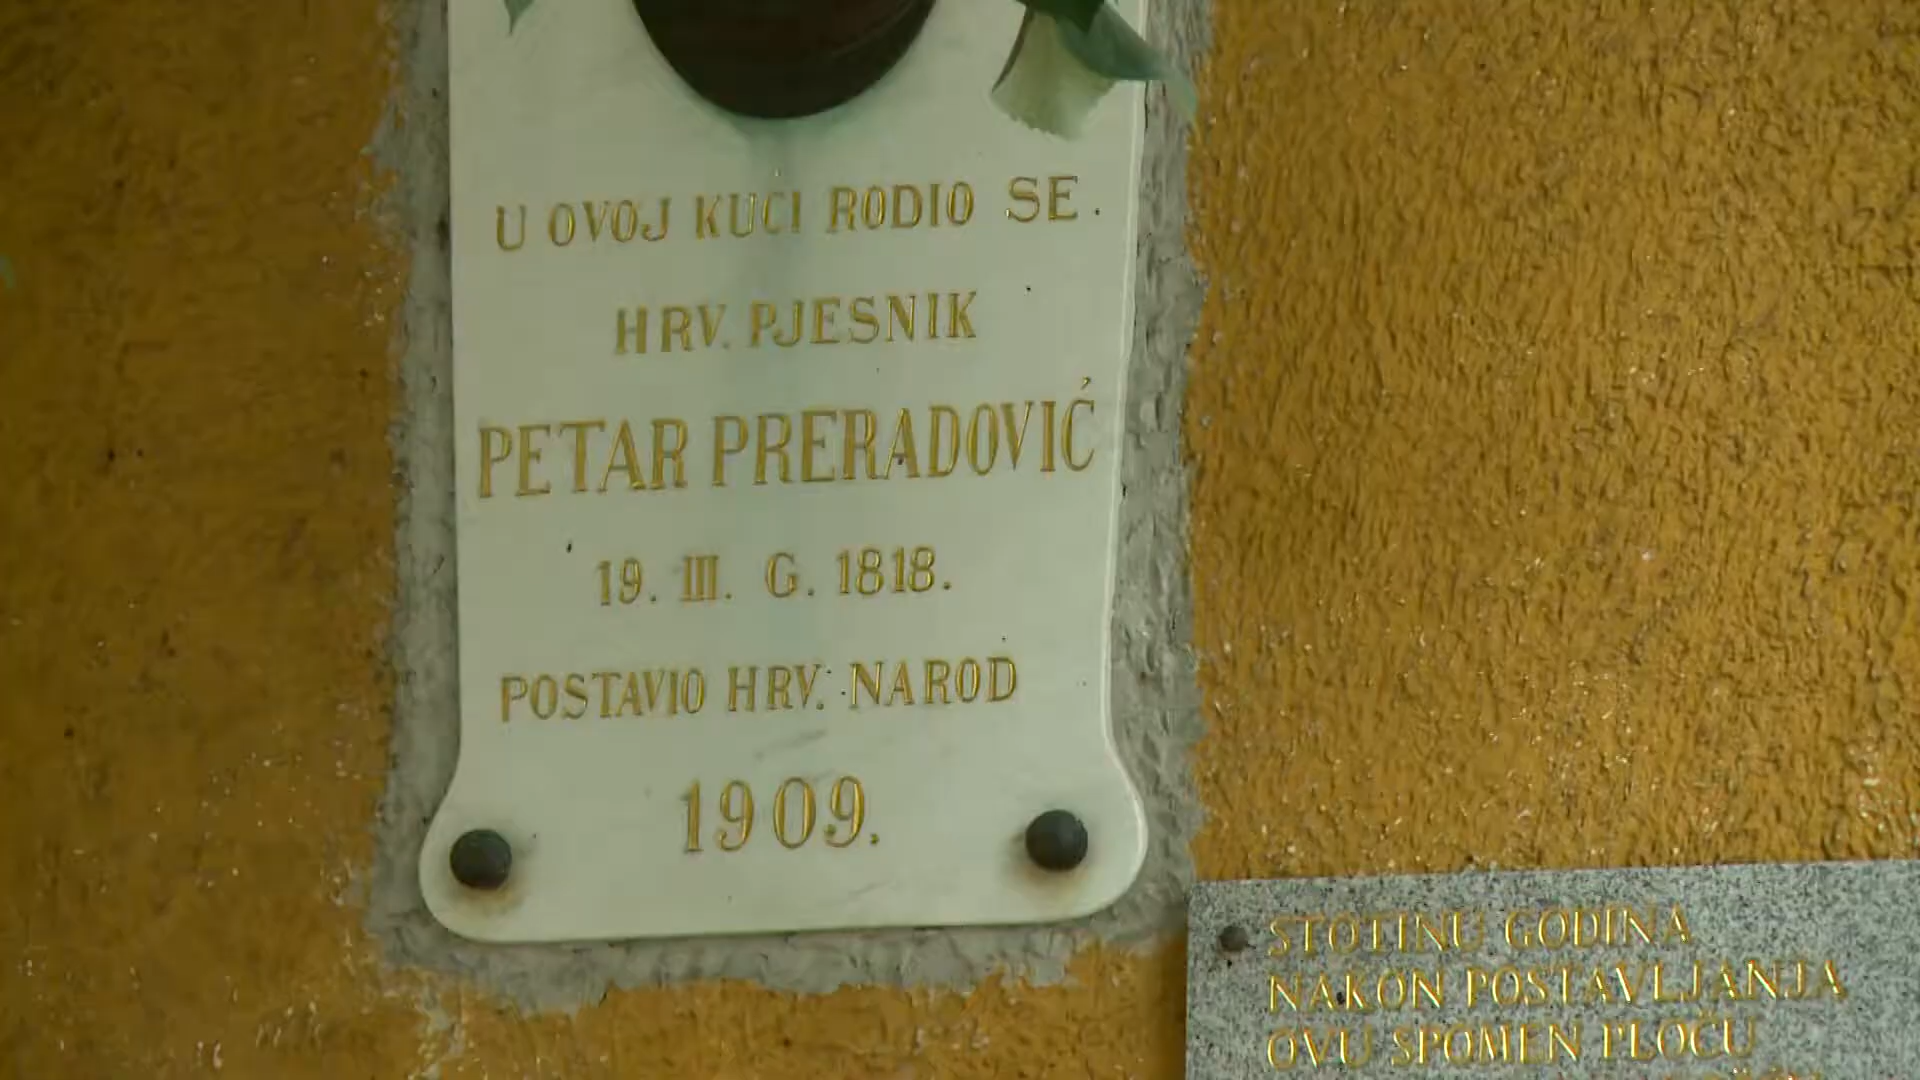 U OVOJ KUCI RODIO SE.
HRV. PJESNIK
PETAR PRERADOVIĆ
19. III. G. 1818.
POSTAVIO HRV. NAROD
1909.
STOTINU GODINA
NAKON POSTAVLJANJA
OVU SPOMEN PLOČU